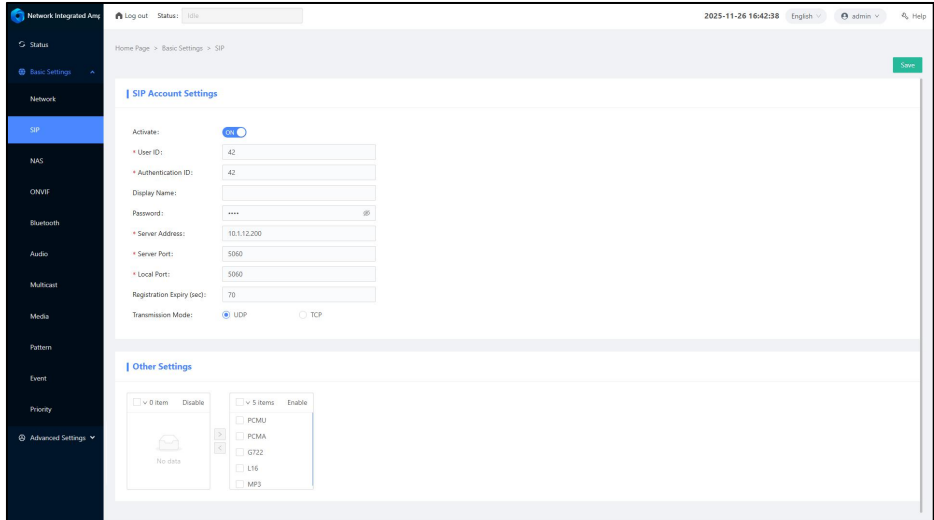 Network Integrated Amp
Log out Status: Idle
2025-11-26 16:42:38 English admin Help
Status
Basic Settings
Network
SIP
NAS
ONVIF
Bluetooth
Audio
Multicast
Media
Pattern
Event
Priority
Advanced Settings
Home Page > Basic Settings > SIP
Save
SIP Account Settings
Activate: ON
* User ID: 42
* Authentication ID: 42
Display Name:
Password: ••••
* Server Address: 10.1.12.200
* Server Port: 5060
* Local Port: 5060
Registration Expiry (sec): 70
Transmission Mode: UDP TCP
Other Settings
0 item Disable
No data
> 
<
5 items Enable
PCMU
PCMA
G722
L16
MP3